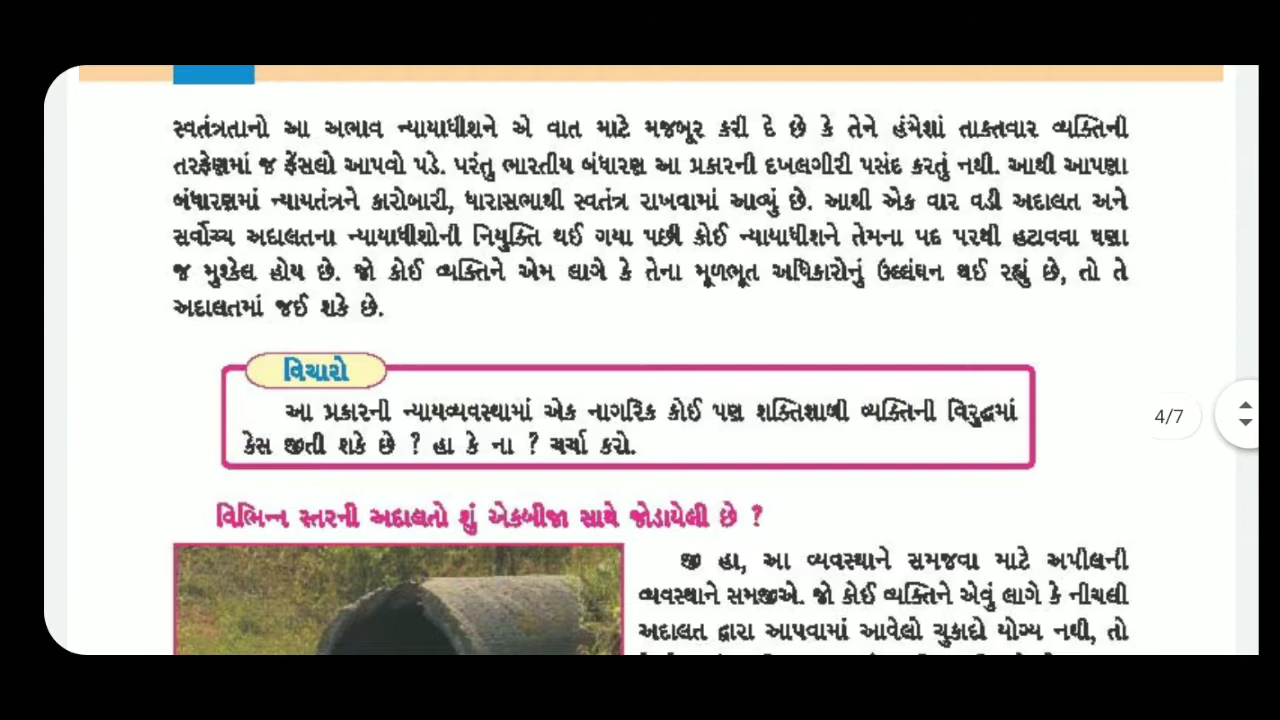 સ્વતંત્રતાનો આ અભાવ ન્યાયાધીશને એ વાત માટે મજબૂર કરી દે છે કે તેને હંમેશાં તાકતવાર વ્યક્તિની
તરફેણમાં જ ફેંસલો આપવો પડે. પરંતુ ભારતીય બંધારણ આ પ્રકારની દખલગીરી પસંદ કરતું નથી. આથી આપણા
બંધારણમાં ન્યાયતંત્રને કારોબારી, ધારાસભાથી સ્વતંત્ર રાખવામાં આવ્યું છે. આથી એક વાર વડી અદાલત અને
સર્વોચ્ચ અદાલતના ન્યાયાધીશોની નિયુક્તિ થઈ ગયા પછી કોઈ ન્યાયાધીશને તેમના પદ પરથી હટાવવા ઘણા
જ મુશ્કેલ હોય છે. જો કોઈ વ્યક્તિને એમ લાગે કે તેના મૂળભૂત અધિકારોનું ઉલ્લંઘન થઈ રહ્યું છે, તો તે
અદાલતમાં જઈ શકે છે.
વિચારો
આ પ્રકારની ન્યાયવ્યવસ્થામાં એક નાગરિક કોઈ પણ શક્તિશાળી વ્યક્તિની વિરુદ્ધમાં
કેસ જીતી શકે છે ? હા કે ના ? ચર્ચા કરો.
4/7
વિભિન્ન સ્તરની અદાલતો શું એકબીજા સાથે જોડાયેલી છે ?
જી હા, આ વ્યવસ્થાને સમજવા માટે અપીલની
વ્યવસ્થાને સમજીએ. જો કોઈ વ્યક્તિને એવું લાગે કે નીચલી
અદાલત દ્વારા આપવામાં આવેલો ચુકાદો યોગ્ય નથી, તો